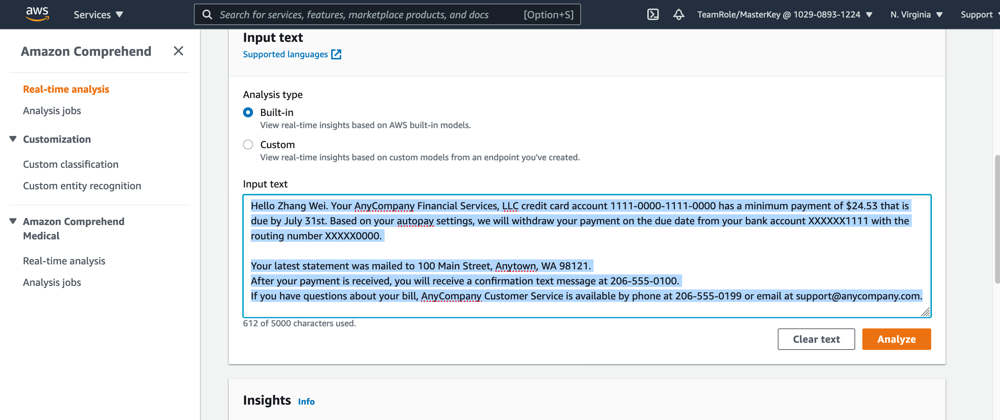 aws
Services
Search for services, features, marketplace products, and docs
[Option+S]
TeamRole/MasterKey @ 1029-0893-1224
N. Virginia
Support
Amazon Comprehend
Real-time analysis
Analysis jobs
Customization
Custom classification
Custom entity recognition
Amazon Comprehend
Medical
Real-time analysis
Analysis jobs
Input text
Supported languages
Analysis type
Built-in
View real-time insights based on AWS built-in models.
Custom
View real-time insights based on custom models from an endpoint you've created.
Input text
Hello Zhang Wei. Your AnyCompany Financial Services, LLC credit card account 1111-0000-1111-0000 has a minimum payment of $24.53 that is
due by July 31st. Based on your autopay settings, we will withdraw your payment on the due date from your bank account XXXXXX1111 with the
routing number XXXXX0000.
Your latest statement was mailed to 100 Main Street, Anytown, WA 98121.
After your payment is received, you will receive a confirmation text message at 206-555-0100.
If you have questions about your bill, AnyCompany Customer Service is available by phone at 206-555-0199 or email at support@anycompany.com.
612 of 5000 characters used.
Clear text
Analyze
Insights
Info